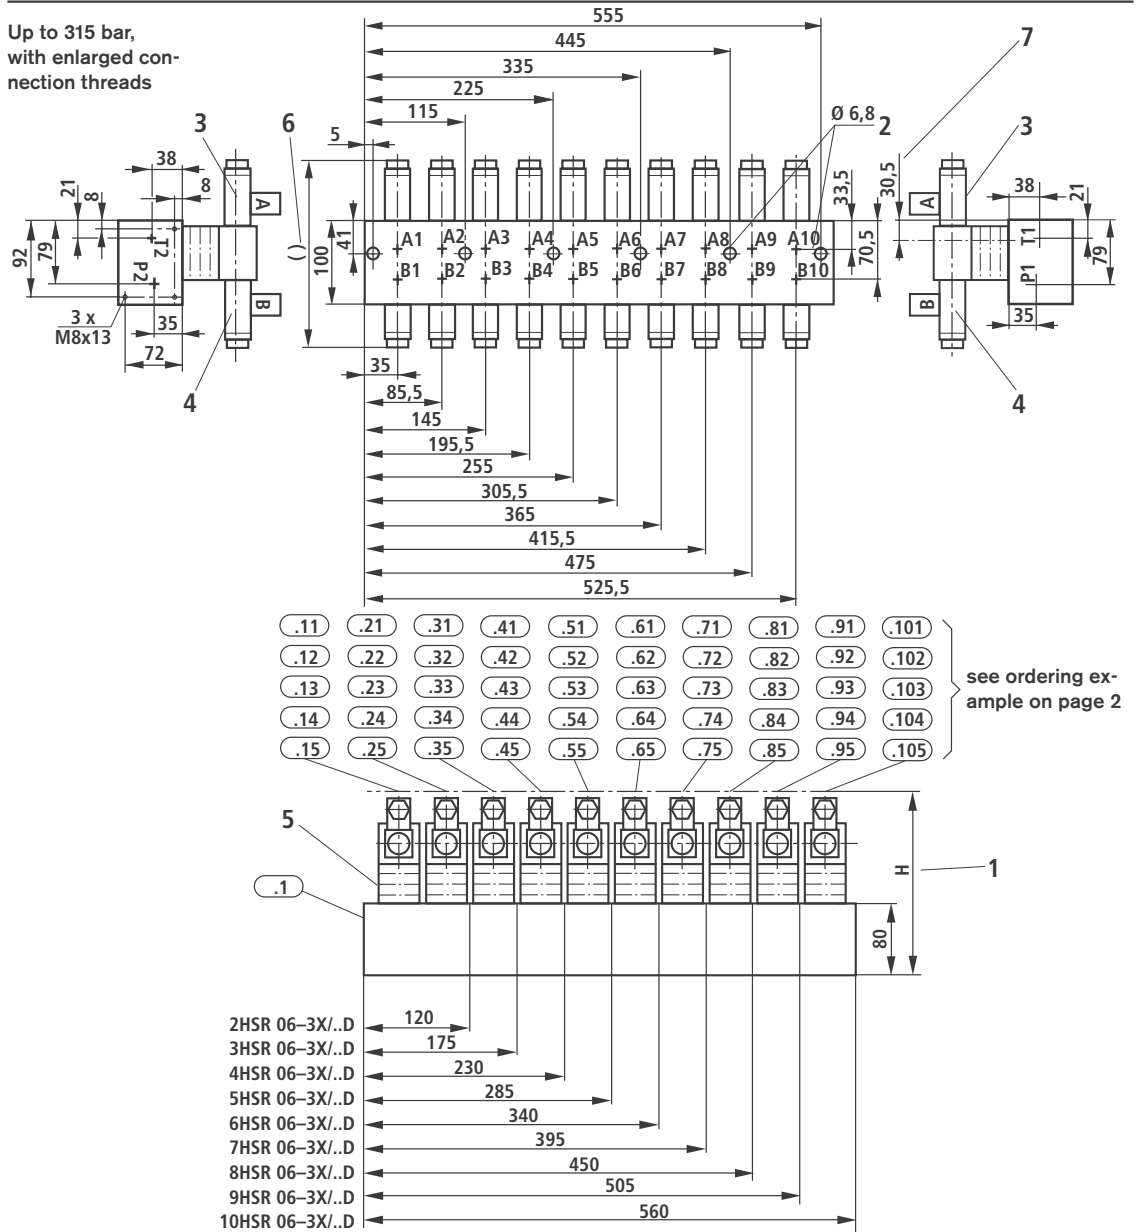 Up to 315 bar,
with enlarged con-
nection threads
555
445
335
225
115
5
7
3
6
Ø 6,8
2
3
38
8
21
8
A
92
79
T2
P2
B
3 x
M8x13
35
72
4
( )
100
41
A1 A2 A3 A4 A5 A6 A7 A8 A9 A10
B1 B2 B3 B4 B5 B6 B7 B8 B9 B10
33,5
70,5
30,5
A
38
21
T1
P1
79
B
35
4
35
85,5
145
195,5
255
305,5
365
415,5
475
525,5
.11 .21 .31 .41 .51 .61 .71 .81 .91 .101
.12 .22 .32 .42 .52 .62 .72 .82 .92 .102
.13 .23 .33 .43 .53 .63 .73 .83 .93 .103
.14 .24 .34 .44 .54 .64 .74 .84 .94 .104
.15 .25 .35 .45 .55 .65 .75 .85 .95 .105
see ordering ex-
ample on page 2
5
.1
H
1
80
2HSR 06–3X/..D 120
3HSR 06–3X/..D 175
4HSR 06–3X/..D 230
5HSR 06–3X/..D 285
6HSR 06–3X/..D 340
7HSR 06–3X/..D 395
8HSR 06–3X/..D 450
9HSR 06–3X/..D 505
10HSR 06–3X/..D 560